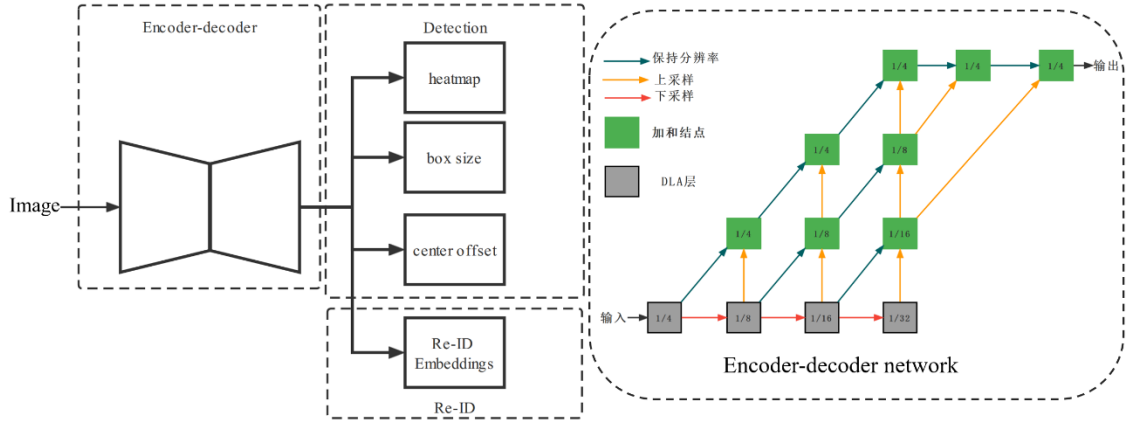 Encoder-decoder
Detection
heatmap
box size
center offset
Image
Re-ID
Embeddings
Re-ID
保持分辨率
上采样
下采样
加和结点
DLA层
1/4
1/4
1/4
输出
1/4
1/8
1/4
1/8
1/16
输入
1/4
1/8
1/16
1/32
Encoder-decoder network